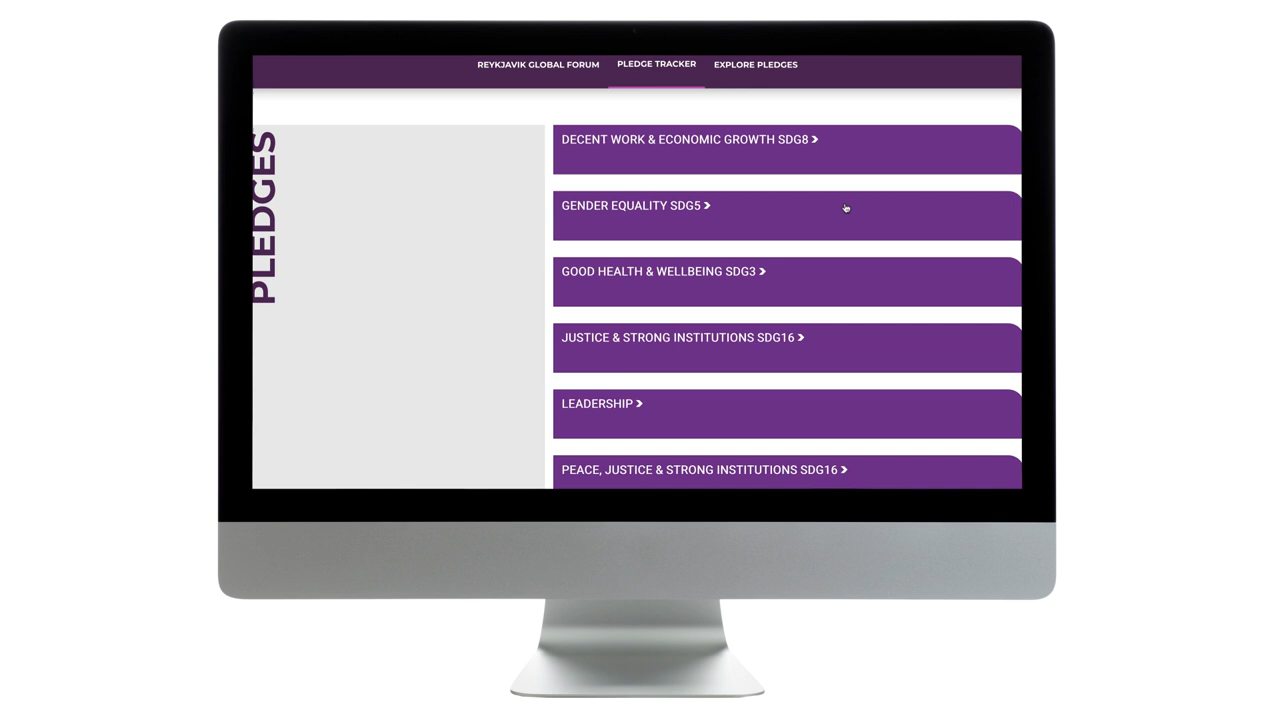 REYKJAVIK GLOBAL FORUM
PLEDGE TRACKER
EXPLORE PLEDGES
PLEDGES
DECENT WORK & ECONOMIC GROWTH SDG8
GENDER EQUALITY SDG5
GOOD HEALTH & WELLBEING SDG3
JUSTICE & STRONG INSTITUTIONS SDG16
LEADERSHIP
PEACE, JUSTICE & STRONG INSTITUTIONS SDG16